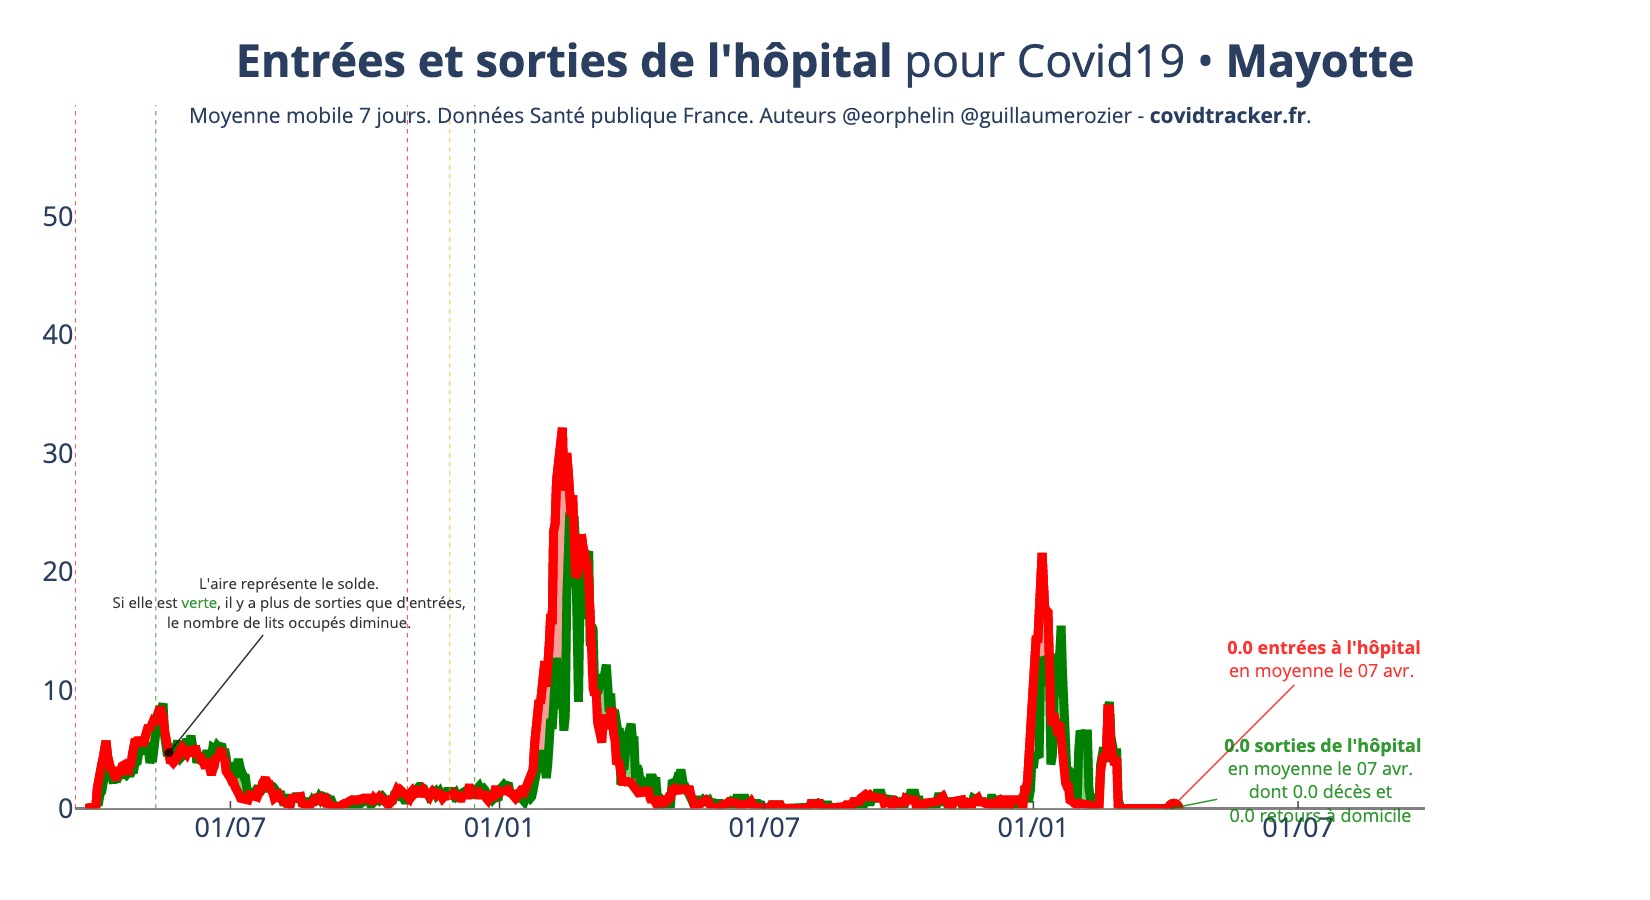 Entrées et sorties de l'hôpital pour Covid19 • Mayotte
Moyenne mobile 7 jours. Données Santé publique France. Auteurs @eorphelin @guillaumerozier - covidtracker.fr.
50
40
30
20
10
0
L'aire représente le solde.
Si elle est verte, il y a plus de sorties que d'entrées,
le nombre de lits occupés diminue.
0.0 entrées à l'hôpital
en moyenne le 07 avr.
0.0 sorties de l'hôpital
en moyenne le 07 avr.
dont 0.0 décès et
0.0 retours à domicile
01/07
01/01
01/07
01/01
01/07